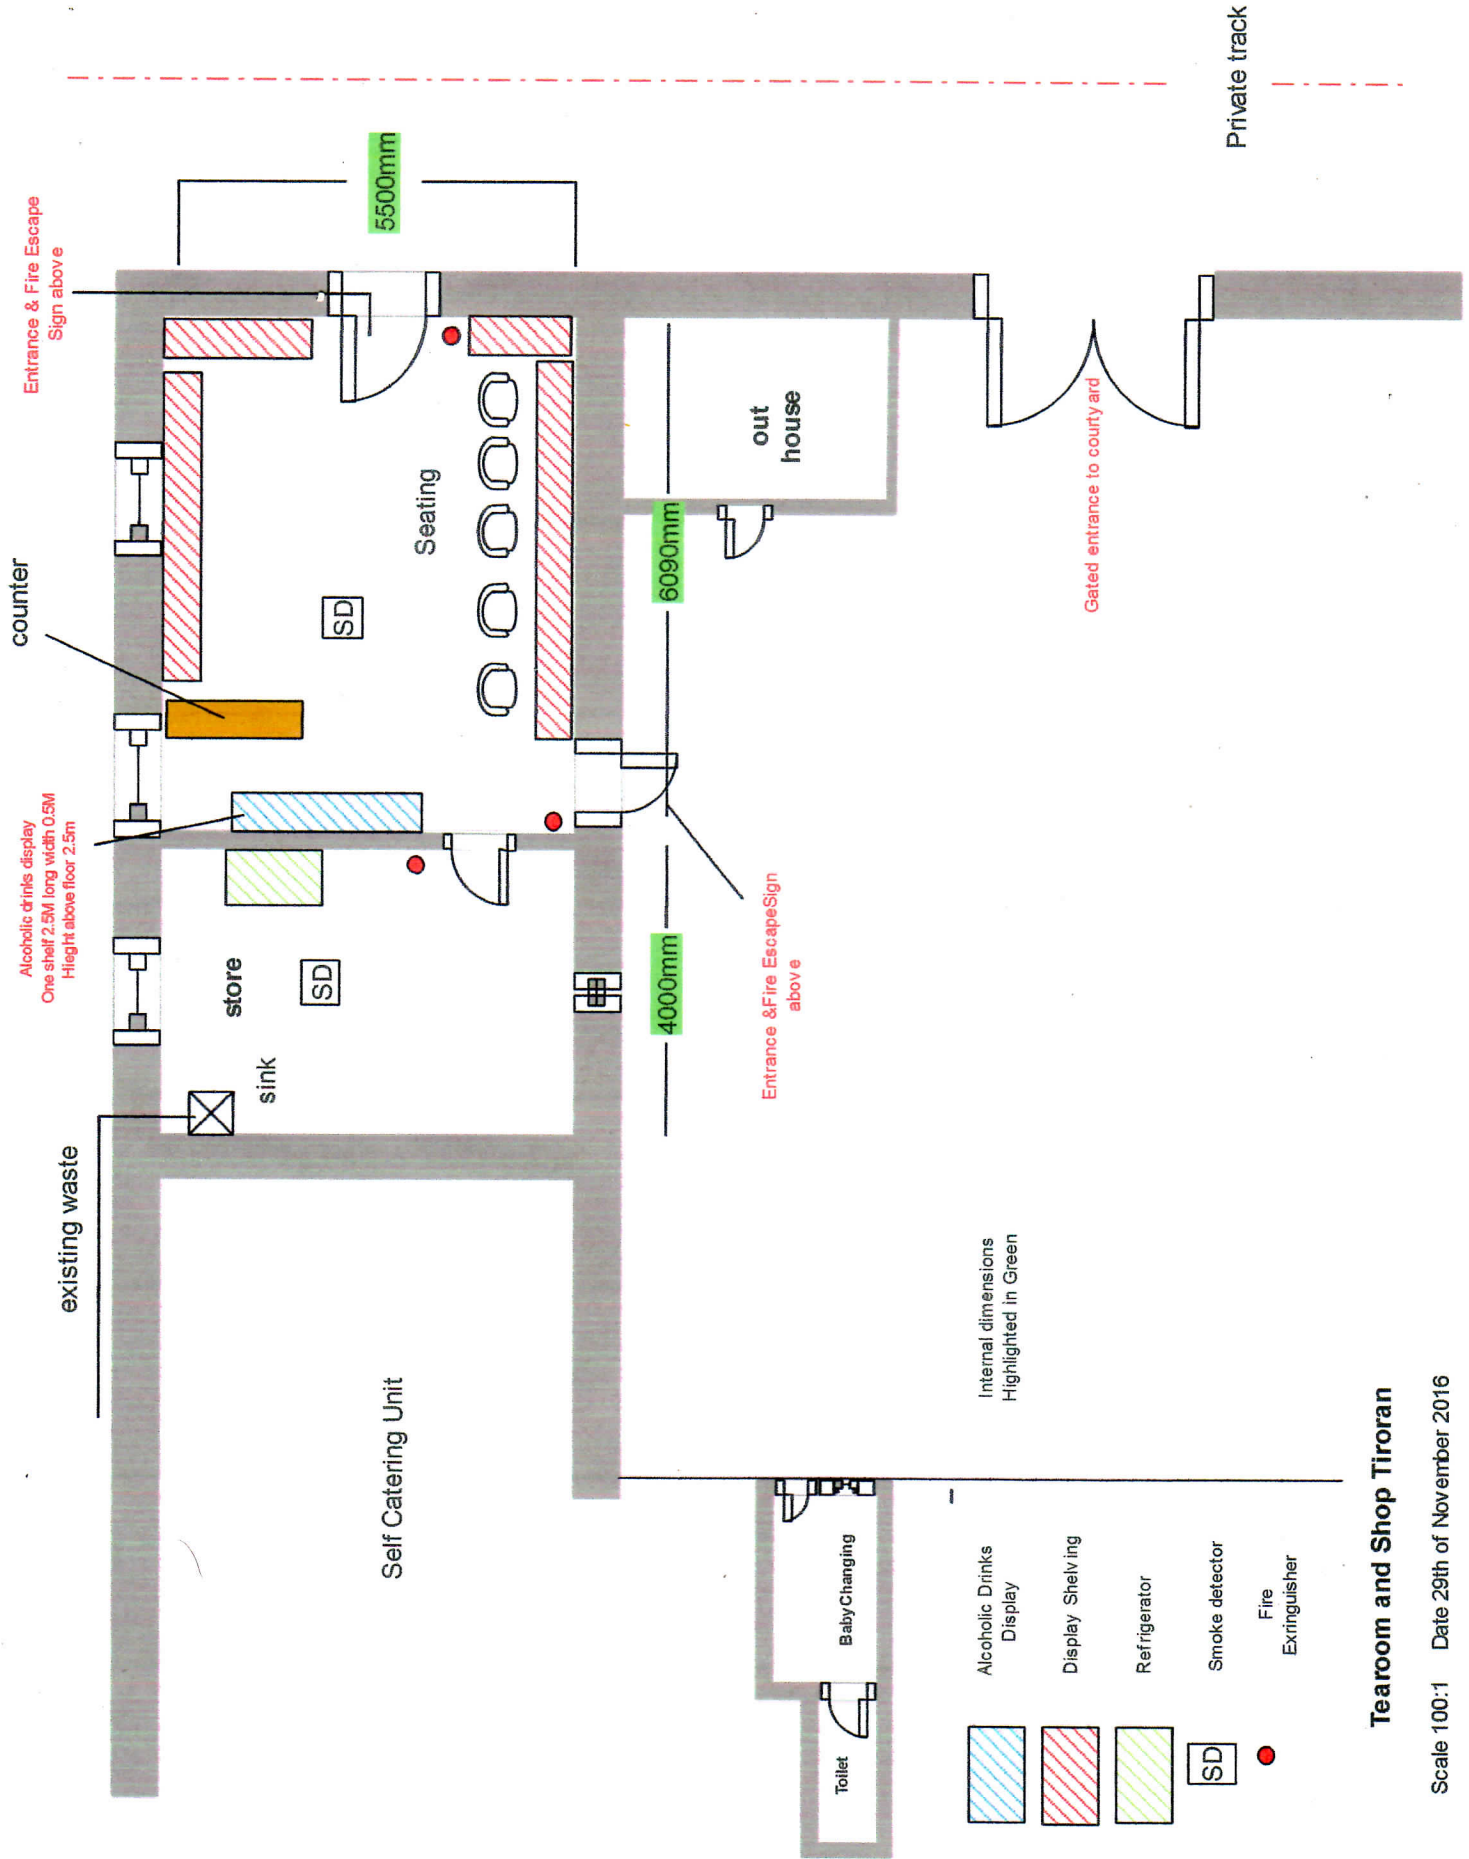 existing waste
Alcoholic drinks display
One shelf 2.5M long width 0.5M
Hieght above floor 2.5m
counter
Entrance & Fire Escape
Sign above
sink
store
SD
SD
Seating
5500mm
Self Catering Unit
4000mm
6090mm
out
house
Entrance &Fire EscapeSign
above
Gated entrance to courtyard
Private track
Toilet
BabyChanging
Internal dimensions
Highlighted in Green
Alcoholic Drinks
Display
Display Shelving
Refrigerator
SD
Smoke detector
Fire
Exringuisher
Tearoom and Shop Tiroran
Scale 100:1 Date 29th of November 2016